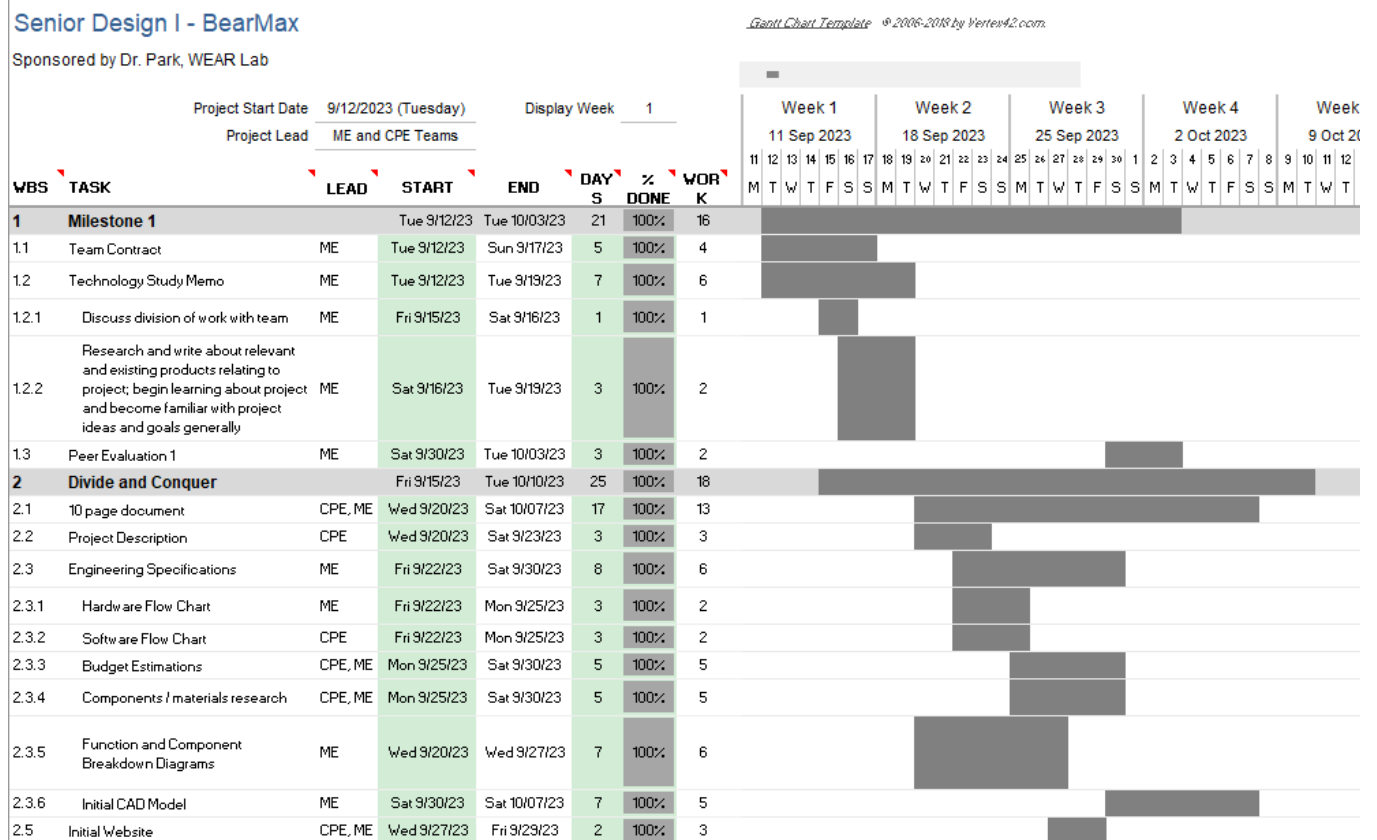 Senior Design I - BearMax
Gantt Chart Template © 2006-2018 by Vertex42.com.
Sponsored by Dr. Park, WEAR Lab
Project Start Date 9/12/2023 (Tuesday) Display Week 1
Week 1 Week 2 Week 3 Week 4 Week
Project Lead ME and CPE Teams
11 Sep 2023 18 Sep 2023 25 Sep 2023 2 Oct 2023 9 Oct 20
11 12 13 14 15 16 17 18 19 20 21 22 23 24 25 26 27 28 29 30 1 2 3 4 5 6 7 8 9 10 11 12
WBS TASK LEAD START END DAYS % DONE WORK
M T W T F S S M T W T F S S M T W T F S S M T W T F S S M T W T
1 Milestone 1 Tue 9/12/23 Tue 10/03/23 21 100% 16
1.1 Team Contract ME Tue 9/12/23 Sun 9/17/23 5 100% 4
1.2 Technology Study Memo ME Tue 9/12/23 Tue 9/19/23 7 100% 6
1.2.1 Discuss division of work with team ME Fri 9/15/23 Sat 9/16/23 1 100% 1
Research and write about relevant
and existing products relating to
1.2.2 project; begin learning about project ME Sat 9/16/23 Tue 9/19/23 3 100% 2
and become familiar with project
ideas and goals generally
1.3 Peer Evaluation 1 ME Sat 9/30/23 Tue 10/03/23 3 100% 2
2 Divide and Conquer Fri 9/15/23 Tue 10/10/23 25 100% 18
2.1 10 page document CPE, ME Wed 9/20/23 Sat 10/07/23 17 100% 13
2.2 Project Description CPE Wed 9/20/23 Sat 9/23/23 3 100% 3
2.3 Engineering Specifications ME Fri 9/22/23 Sat 9/30/23 8 100% 6
2.3.1 Hardware Flow Chart ME Fri 9/22/23 Mon 9/25/23 3 100% 2
2.3.2 Software Flow Chart CPE Fri 9/22/23 Mon 9/25/23 3 100% 2
2.3.3 Budget Estimations CPE, ME Mon 9/25/23 Sat 9/30/23 5 100% 5
2.3.4 Components / materials research CPE, ME Mon 9/25/23 Sat 9/30/23 5 100% 5
Function and Component
2.3.5 Breakdown Diagrams ME Wed 9/20/23 Wed 9/27/23 7 100% 6
2.3.6 Initial CAD Model ME Sat 9/30/23 Sat 10/07/23 7 100% 5
2.5 Initial Website CPE, ME Wed 9/27/23 Fri 9/29/23 2 100% 3